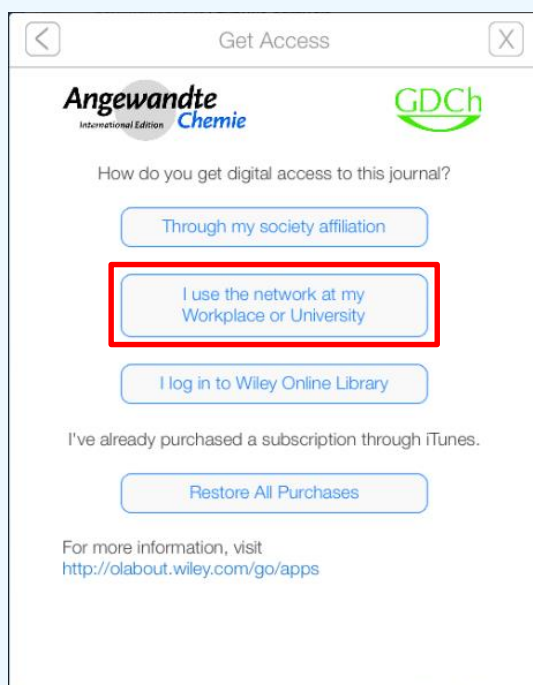 Get Access
X
Angewandte
International Edition Chemie
GDCh
How do you get digital access to this journal?
Through my society affiliation
I use the network at my
Workplace or University
I log in to Wiley Online Library
I've already purchased a subscription through iTunes.
Restore All Purchases
For more information, visit
http://olabout.wiley.com/go/apps